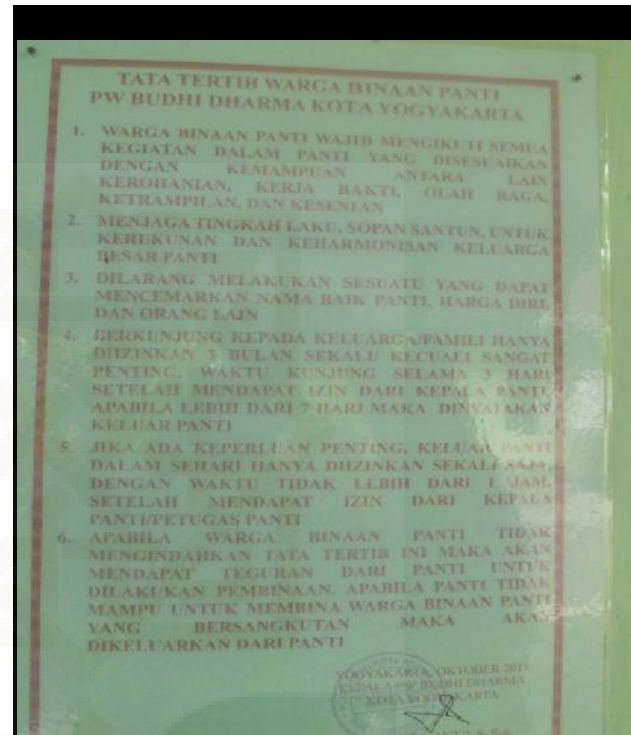 TATA TERTIB WARGA BINAAN PANTI
PW BUDHI DHARMA KOTA YOGYAKARTA
1. WARGA BINAAN PANTI WAJIB MENGIKUTI SEMUA
KEGIATAN DALAM PANTI YANG DISESUAIKAN
DENGAN KEMAMPUAN ANTARA LAIN
KEROHANIAN, KERJA BAKTI, OLAH RAGA,
KETRAMPILAN, DAN KESENIAN
2. MENJAGA TINGKAH LAKU, SOPAN SANTUN, UNTUK
KERUKUNAN DAN KEHARMONISAN KELUARGA
BESAR PANTI
3. DILARANG MELAKUKAN SESUATU YANG DAPAT
MENCEMARKAN NAMA BAIK PANTI, HARGA DIRI,
DAN ORANG LAIN
4. BERKUNJUNG KEPADA KELUARGA/FAMILI HANYA
DIIZINKAN 3 BULAN SEKALI/ KECUALI SANGAT
PENTING, WAKTU KUNJUNG SELAMA 3 HARI
SETELAH MENDAPAT IZIN DARI KEPALA PANTI,
APABILA LEBIH DARI 7 HARI MAKA DINYATAKAN
KELUAR PANTI
5. JIKA ADA KEPERLUAN PENTING, KELUAR PANTI
DALAM SEHARI HANYA DIIZINKAN SEKALI SAJA,
DENGAN WAKTU TIDAK LEBIH DARI 1 JAM,
SETELAH MENDAPAT IZIN DARI KEPALA
PANTI/PETUGAS PANTI
6. APABILA WARGA BINAAN PANTI TIDAK
MENGINDAHKAN TATA TERTIB INI MAKA AKAN
MENDAPAT TEGURAN DARI PANTI UNTUK
DILAKUKAN PEMBINAAN, APABILA PANTI TIDAK
MAMPU UNTUK MEMBINA WARGA BINAAN PANTI
YANG BERSANGKUTAN MAKA AKAN
DIKELUARKAN DARI PANTI
YOGYAKARTA, OKTOBER
KEPALA PW BUDHI DHARMA
KOTA YOGYAKARTA